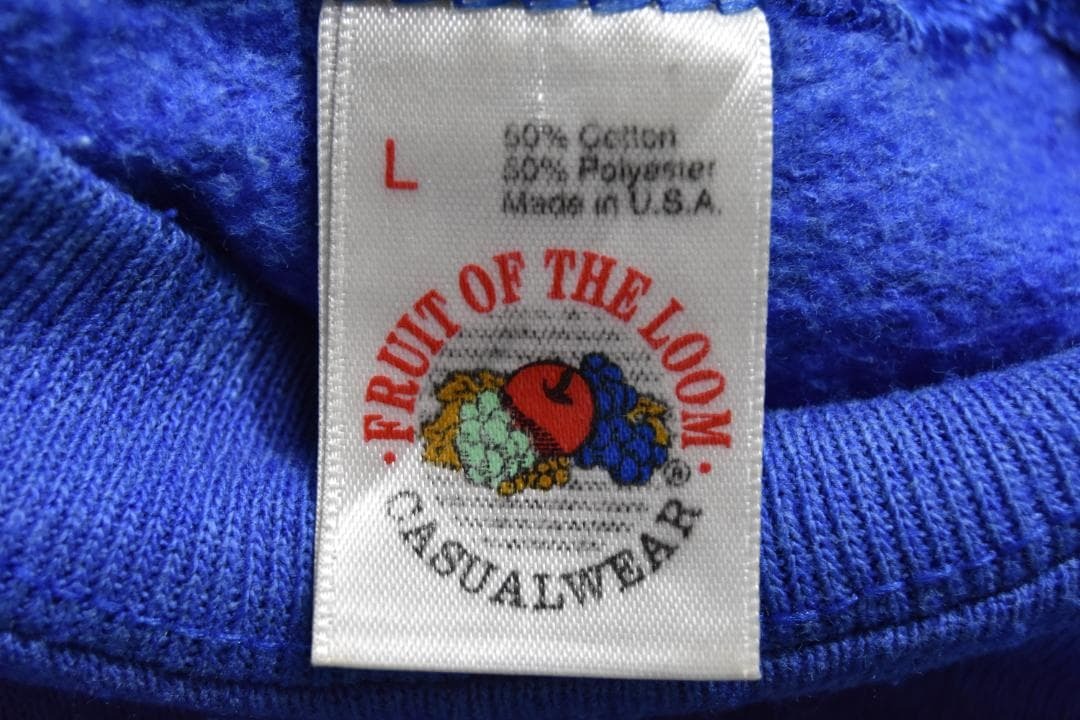 L
50% Cotton
50% Polyester
Made in U.S.A.
• FRUIT OF THE LOOM •
®
CASUALWEAR